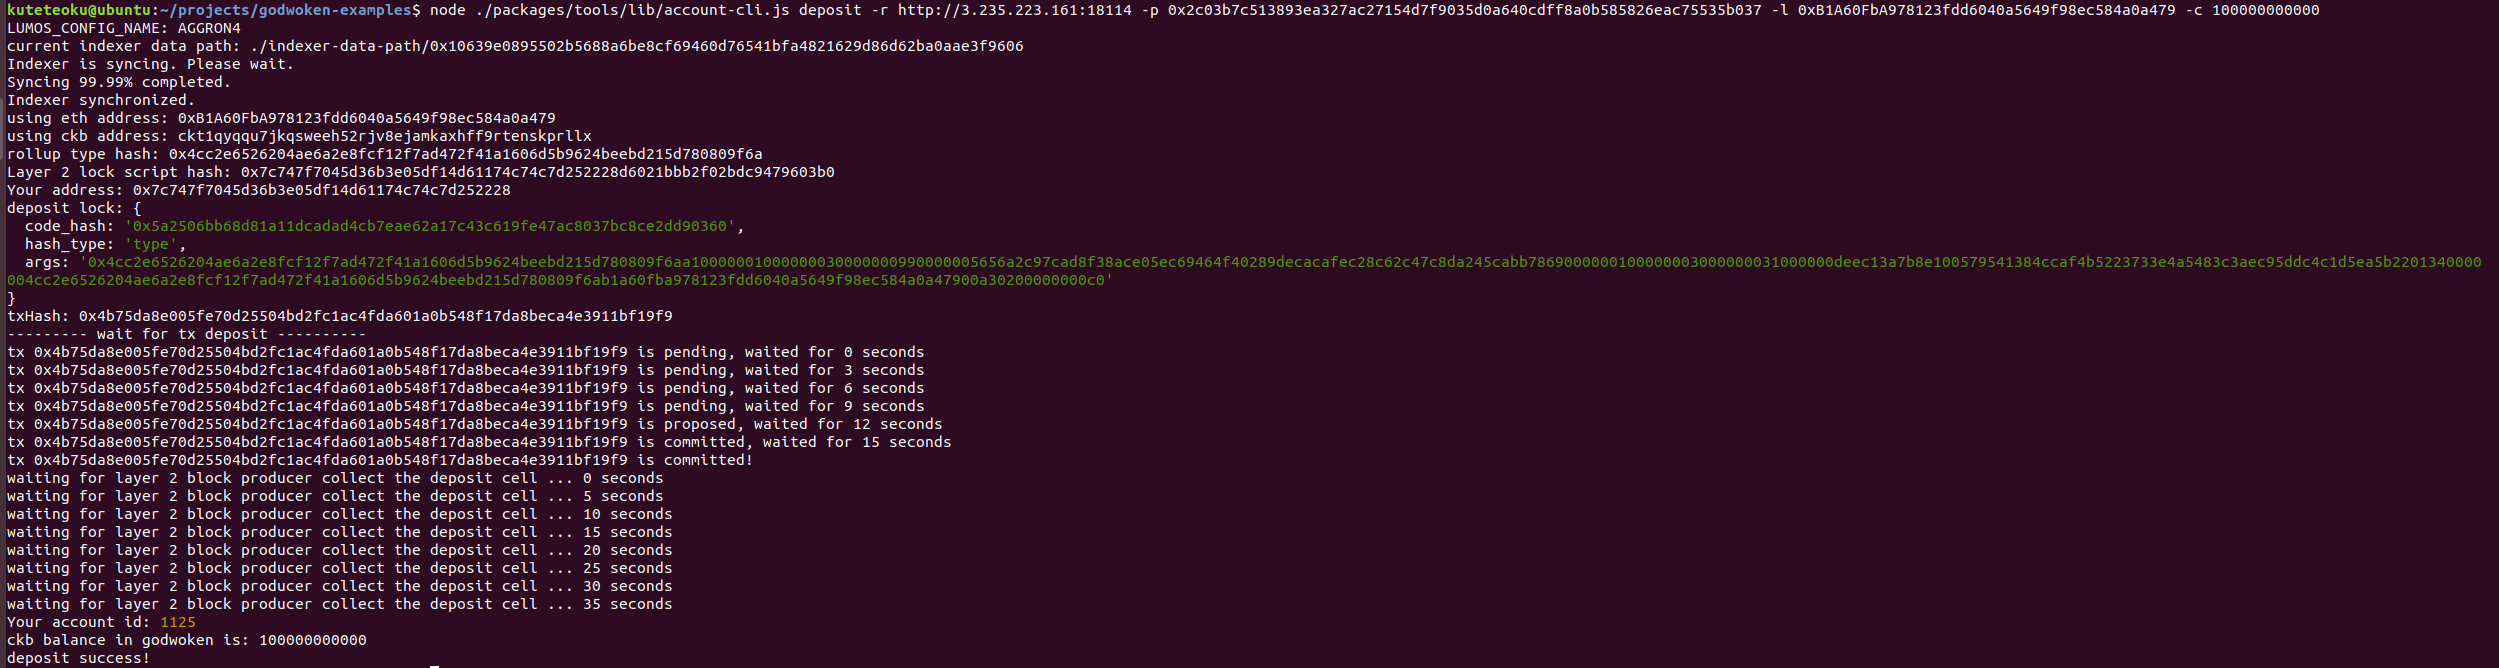 kuteteoku@ubuntu:~/projects/godwoken-examples$ node ./packages/tools/lib/account-cli.js deposit -r http://3.235.223.161:18114 -p 0x2c03b7c513893ea327ac27154d7f9035d0a640cdff8a0b585826eac75535b037 -l 0xB1A60FbA978123fdd6040a5649f98ec584a0a479 -c 100000000000
LUMOS_CONFIG_NAME: AGGRON4
current indexer data path: ./indexer-data-path/0x10639e0895502b5688a6be8cf69460d76541bfa4821629d86d62ba0aae3f9606
Indexer is syncing. Please wait.
Syncing 99.99% completed.
Indexer synchronized.
using eth address: 0xB1A60FbA978123fdd6040a5649f98ec584a0a479
using ckb address: ckt1qyqqu7jkqsweeh52rjv8ejamkaxhff9rtenskprllx
rollup type hash: 0x4cc2e6526204ae6a2e8fcf12f7ad472f41a1606d5b9624beebd215d780809f6a
Layer 2 lock script hash: 0x7c747f7045d36b3e05df14d61174c74c7d252228d6021bbb2f02bdc9479603b0
Your address: 0x7c747f7045d36b3e05df14d61174c74c7d252228
deposit lock: {
  code_hash: '0x5a2506bb68d81a11dcadad4cb7eae62a17c43c619fe47ac8037bc8ce2dd90360',
  hash_type: 'type',
  args: '0x4cc2e6526204ae6a2e8fcf12f7ad472f41a1606d5b9624beebd215d780809f6aa10000001000000030000000990000005656a2c97cad8f38ace05ec69464f40289decacafec28c62c47c8da245cabb7869000000100000003000000031000000deec13a7b8e100579541384ccaf4b5223733e4a5483c3aec95ddc4c1d5ea5b2201340000
004cc2e6526204ae6a2e8fcf12f7ad472f41a1606d5b9624beebd215d780809f6ab1a60fba978123fdd6040a5649f98ec584a0a47900a30200000000c0'
}
txHash: 0x4b75da8e005fe70d25504bd2fc1ac4fda601a0b548f17da8beca4e3911bf19f9
--------- wait for tx deposit ----------
tx 0x4b75da8e005fe70d25504bd2fc1ac4fda601a0b548f17da8beca4e3911bf19f9 is pending, waited for 0 seconds
tx 0x4b75da8e005fe70d25504bd2fc1ac4fda601a0b548f17da8beca4e3911bf19f9 is pending, waited for 3 seconds
tx 0x4b75da8e005fe70d25504bd2fc1ac4fda601a0b548f17da8beca4e3911bf19f9 is pending, waited for 6 seconds
tx 0x4b75da8e005fe70d25504bd2fc1ac4fda601a0b548f17da8beca4e3911bf19f9 is pending, waited for 9 seconds
tx 0x4b75da8e005fe70d25504bd2fc1ac4fda601a0b548f17da8beca4e3911bf19f9 is proposed, waited for 12 seconds
tx 0x4b75da8e005fe70d25504bd2fc1ac4fda601a0b548f17da8beca4e3911bf19f9 is committed, waited for 15 seconds
tx 0x4b75da8e005fe70d25504bd2fc1ac4fda601a0b548f17da8beca4e3911bf19f9 is committed!
waiting for layer 2 block producer collect the deposit cell ... 0 seconds
waiting for layer 2 block producer collect the deposit cell ... 5 seconds
waiting for layer 2 block producer collect the deposit cell ... 10 seconds
waiting for layer 2 block producer collect the deposit cell ... 15 seconds
waiting for layer 2 block producer collect the deposit cell ... 20 seconds
waiting for layer 2 block producer collect the deposit cell ... 25 seconds
waiting for layer 2 block producer collect the deposit cell ... 30 seconds
waiting for layer 2 block producer collect the deposit cell ... 35 seconds
Your account id: 1125
ckb balance in godwoken is: 100000000000
deposit success!